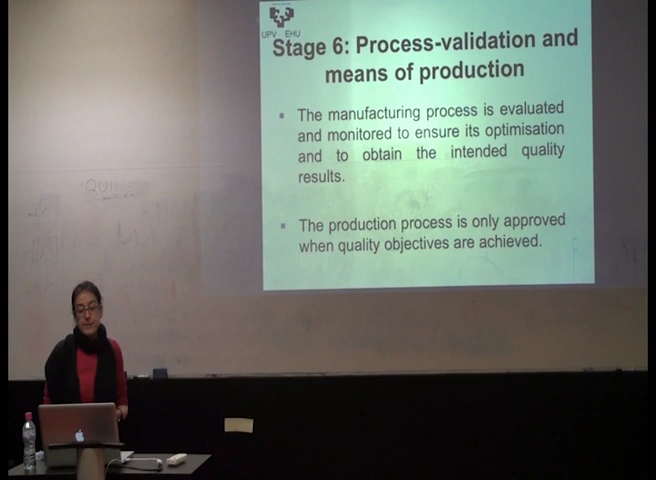 UPV EHU
Stage 6: Process-validation and
means of production
The manufacturing process is evaluated
and monitored to ensure its optimisation
and to obtain the intended quality
results.
The production process is only approved
when quality objectives are achieved.